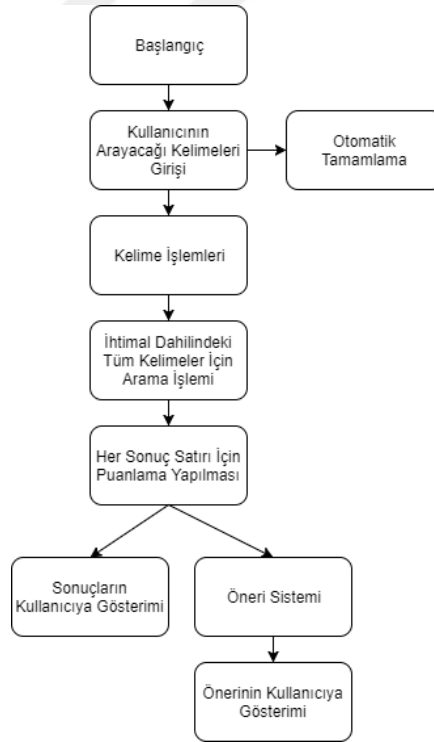 Başlangıç
Kullanıcının
Arayacağı Kelimeleri
Girişi
Otomatik
Tamamlama
Kelime İşlemleri
İhtimal Dahilindeki
Tüm Kelimeler İçin
Arama İşlemi
Her Sonuç Satırı İçin
Puanlama Yapılması
Sonuçların
Kullanıcıya Gösterimi
Öneri Sistemi
Önerinin Kullanıcıya
Gösterimi